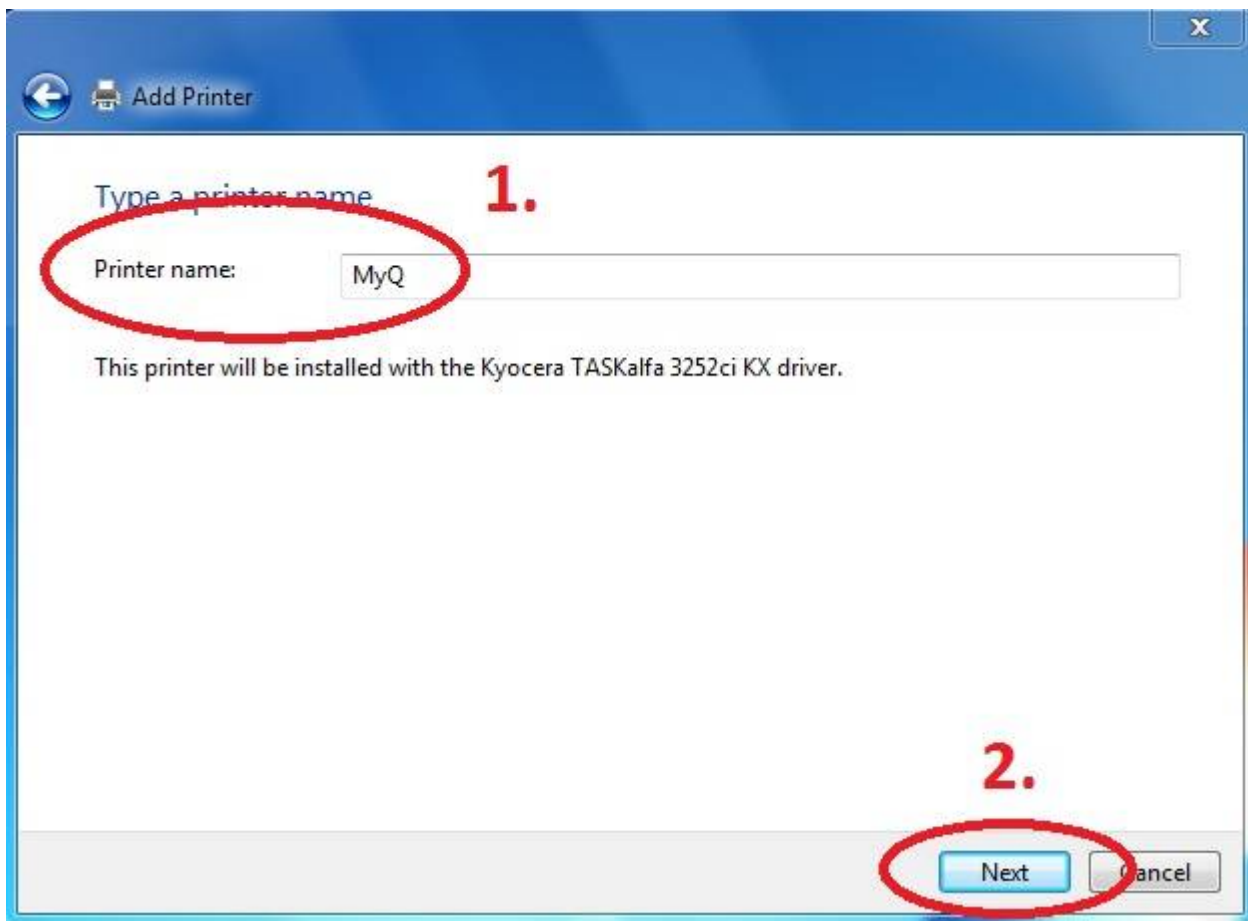 X
Add Printer
Type a printer name
1.
Printer name:
MyQ
This printer will be installed with the Kyocera TASKalfa 3252ci KX driver.
2.
Next
Cancel